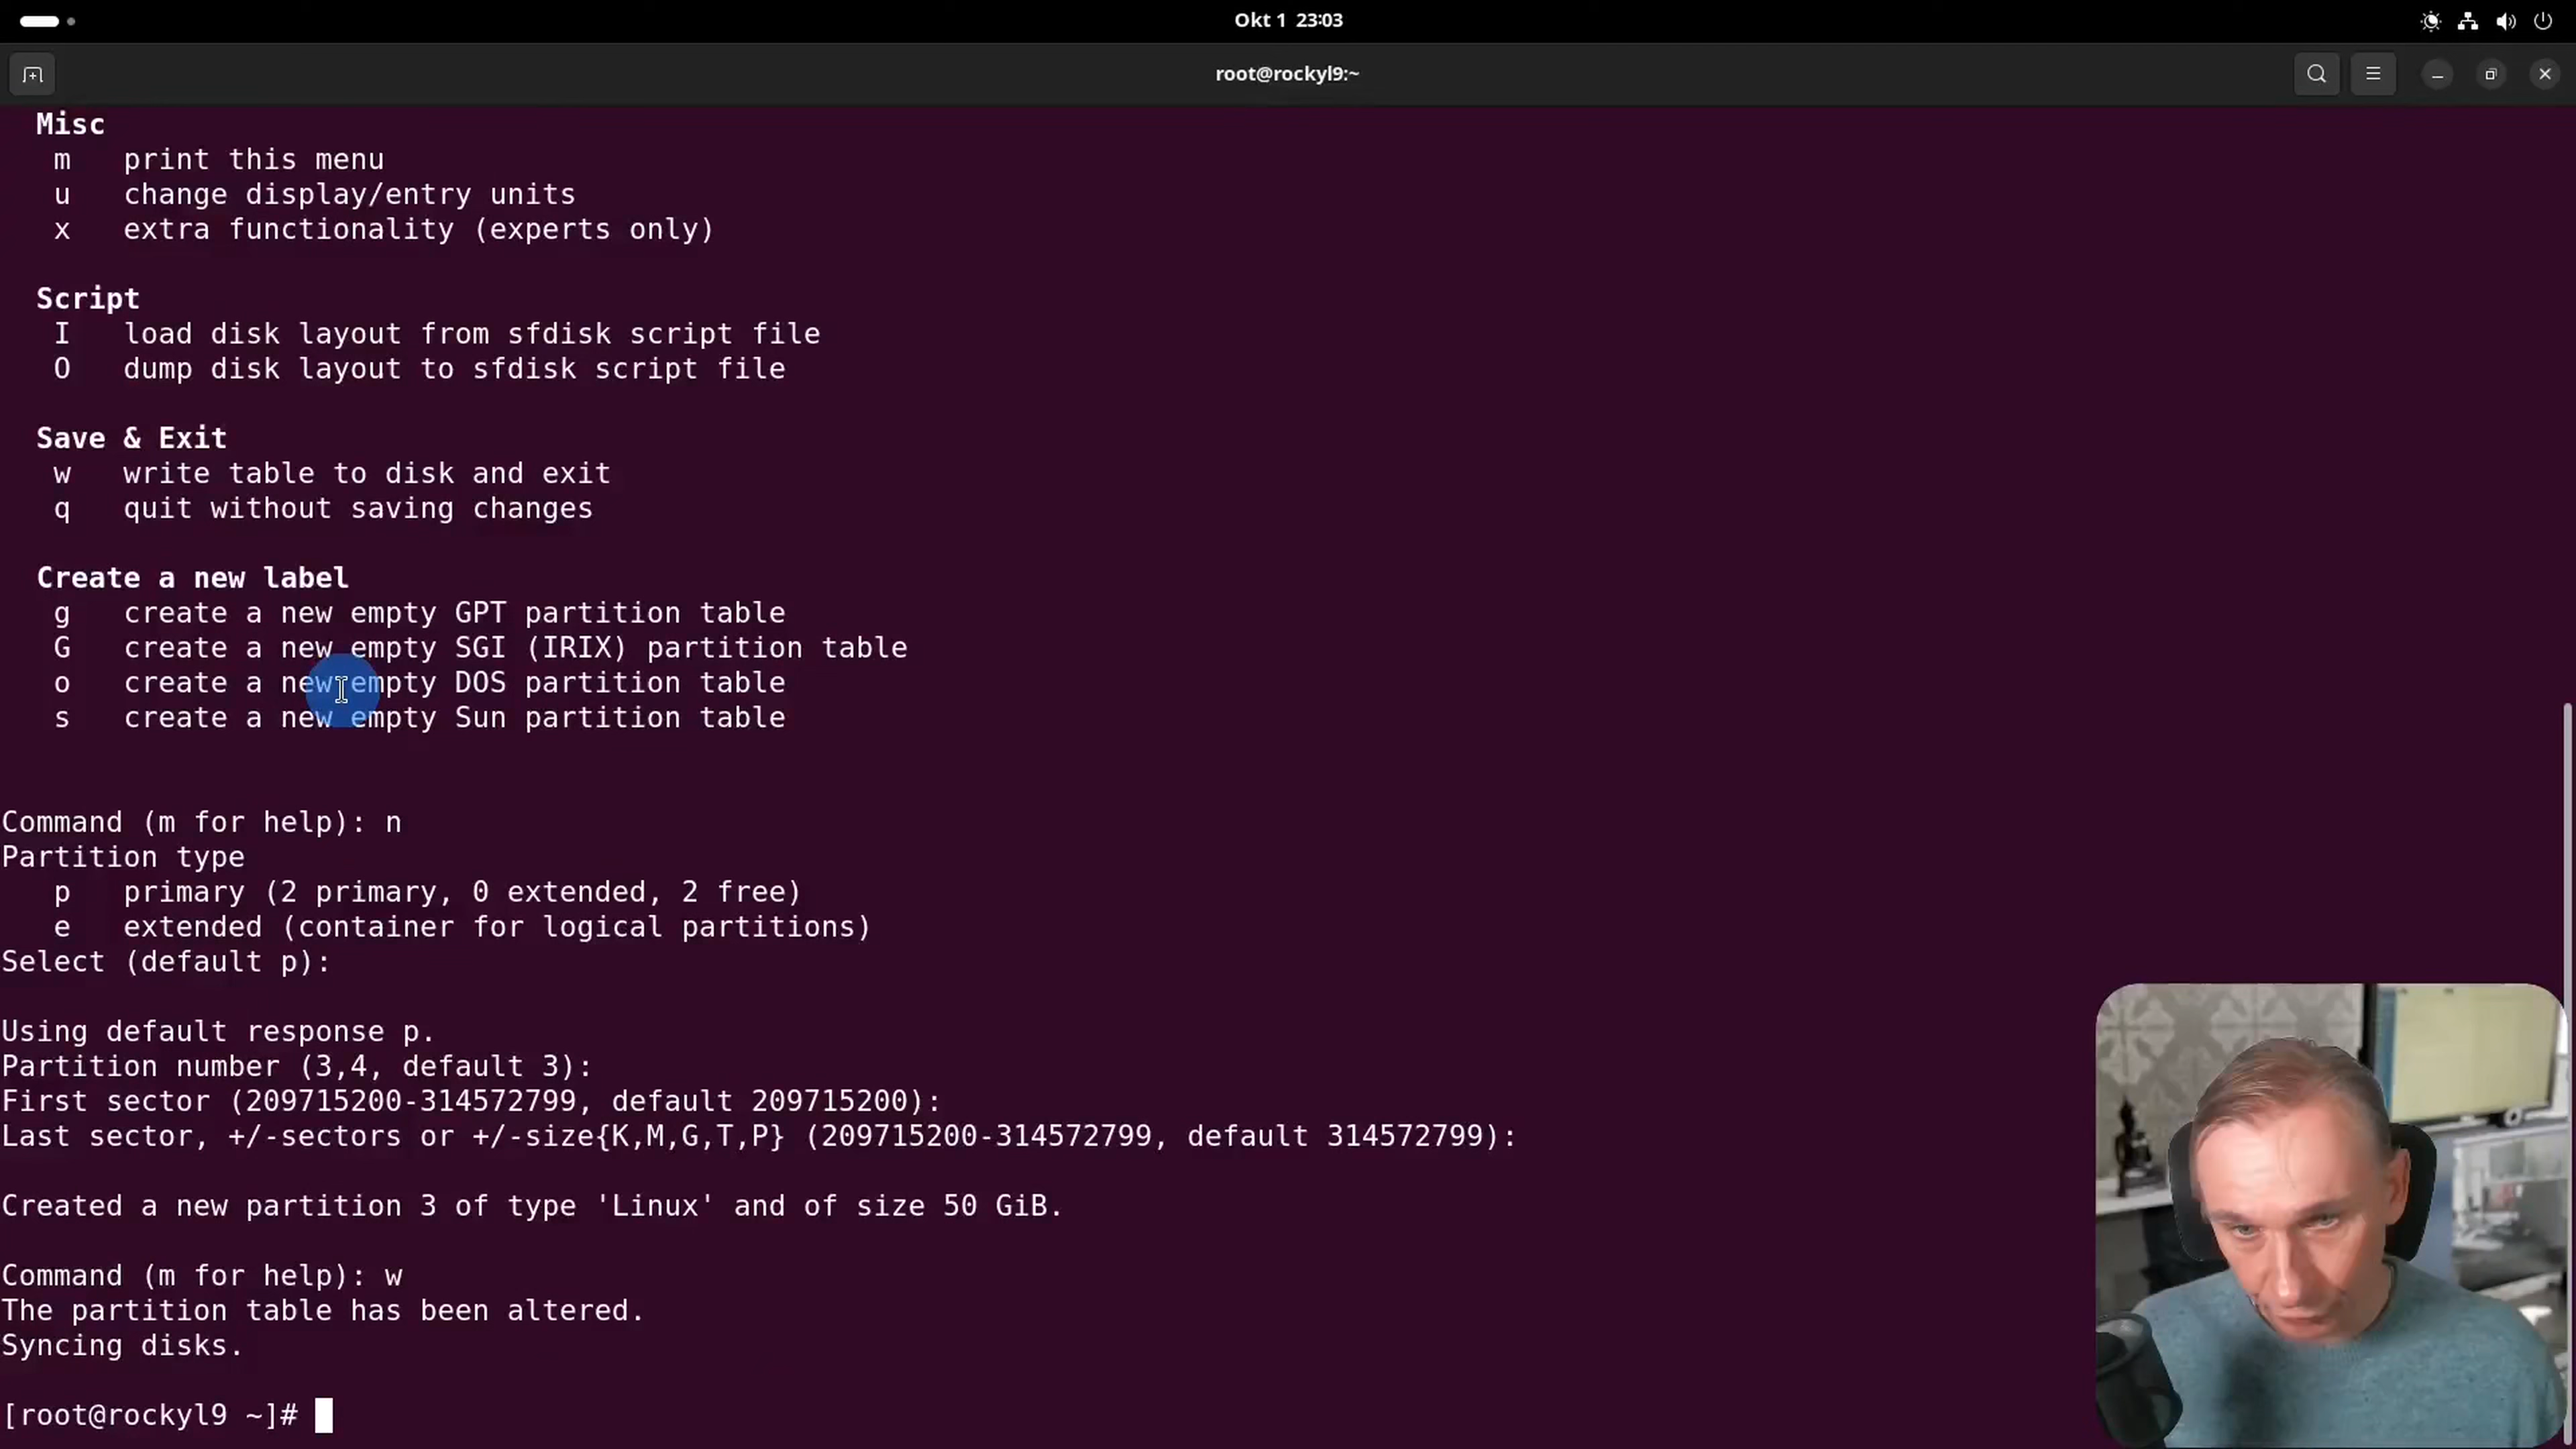 Okt 1 23:03
root@rockyl9:~
Misc
m print this menu
u change display/entry units
x extra functionality (experts only)
Script
I load disk layout from sfdisk script file
O dump disk layout to sfdisk script file
Save & Exit
w write table to disk and exit
q quit without saving changes
Create a new label
g create a new empty GPT partition table
G create a new empty SGI (IRIX) partition table
o create a new empty DOS partition table
s create a new empty Sun partition table
Command (m for help): n
Partition type
p primary (2 primary, 0 extended, 2 free)
e extended (container for logical partitions)
Select (default p):
Using default response p.
Partition number (3,4, default 3):
First sector (209715200-314572799, default 209715200):
Last sector, +/-sectors or +/-size{K,M,G,T,P} (209715200-314572799, default 314572799):
Created a new partition 3 of type 'Linux' and of size 50 GiB.
Command (m for help): w
The partition table has been altered.
Syncing disks.
[root@rockyl9 ~]#